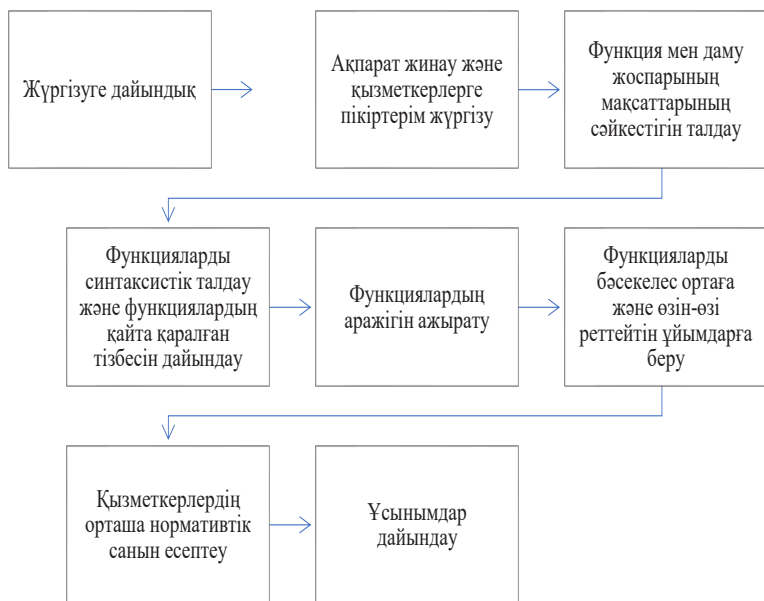 Жүргізуге дайындық
Ақпарат жинау және
қызметкерлерге
пікіртерім жүргізу
Функция мен даму
жоспарының
мақсаттарының
сәйкестігін талдау
Функцияларды
синтаксистік талдау
және функциялардың
қайта қаралған
тізбесін дайындау
Функциялардың
аражігін ажырату
Функцияларды
бәсекелес ортаға
және өзін-өзі
реттейтін ұйымдарға
беру
Қызметкерлердің
орташа нормативтік
санын есептеу
Ұсынымдар
дайындау